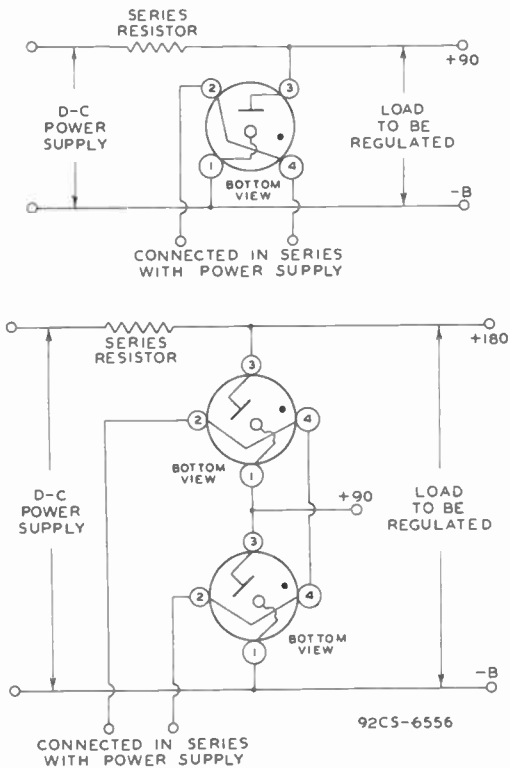 SERIES
RESISTOR
+90
2
3
D-C
POWER
SUPPLY
LOAD
TO BE
REGULATED
1
4
BOTTOM
VIEW
-B
CONNECTED IN SERIES
WITH POWER SUPPLY
SERIES
RESISTOR
+180
3
2
4
BOTTOM
VIEW
1
+90
D-C
POWER
SUPPLY
LOAD
TO BE
REGULATED
3
2
4
BOTTOM
VIEW
1
-B
92CS-6556
CONNECTED IN SERIES
WITH POWER SUPPLY